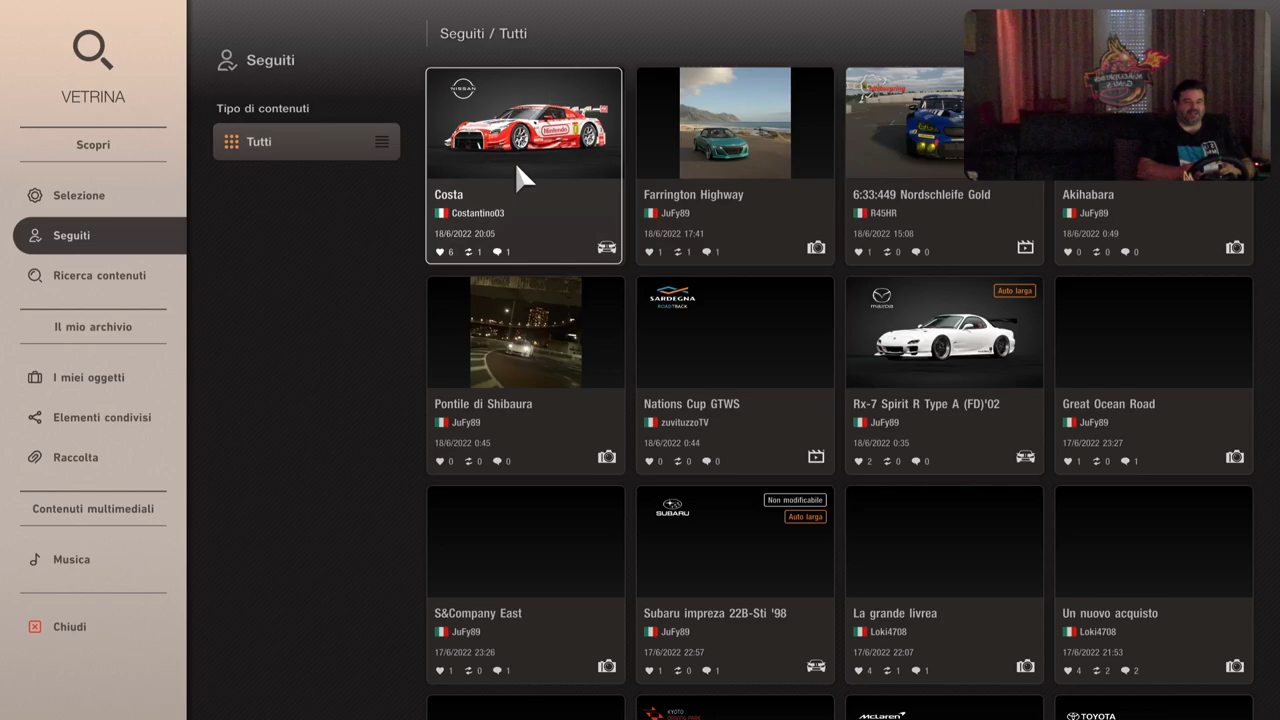 VETRINA
Scopri
Selezione
Seguiti
Ricerca contenuti
Il mio archivio
I miei oggetti
Elementi condivisi
Raccolta
Contenuti multimediali
Musica
Chiudi
Seguiti
Tipo di contenuti
Tutti
Seguiti / Tutti
NISSAN
Nintendo
Costa
Costantino03
18/6/2022 20:05
6 1 1
Farrington Highway
JuFy89
18/6/2022 17:41
1 1 1
6:33:449 Nordschleife Gold
R45HR
18/6/2022 15:08
1 0 0
Akihabara
JuFy89
18/6/2022 0:49
0 0 0
Pontile di Shibaura
JuFy89
18/6/2022 0:45
0 0 0
SARDEGNA
ROAD TRACK
Nations Cup GTWS
zuvituzzoTV
18/6/2022 0:44
0 0 0
mazda
Auto larga
Rx-7 Spirit R Type A (FD)'02
JuFy89
18/6/2022 0:35
2 0 0
Great Ocean Road
JuFy89
17/6/2022 23:27
1 0 1
S&Company East
JuFy89
17/6/2022 23:26
1 0 1
SUBARU
Non modificabile
Auto larga
Subaru impreza 22B-Sti '98
JuFy89
17/6/2022 22:57
1 0 1
La grande livrea
Loki4708
17/6/2022 22:07
4 1 1
Un nuovo acquisto
Loki4708
17/6/2022 21:53
4 2 2
KYOTO
DRIVING PARK
McLaren
TOYOTA